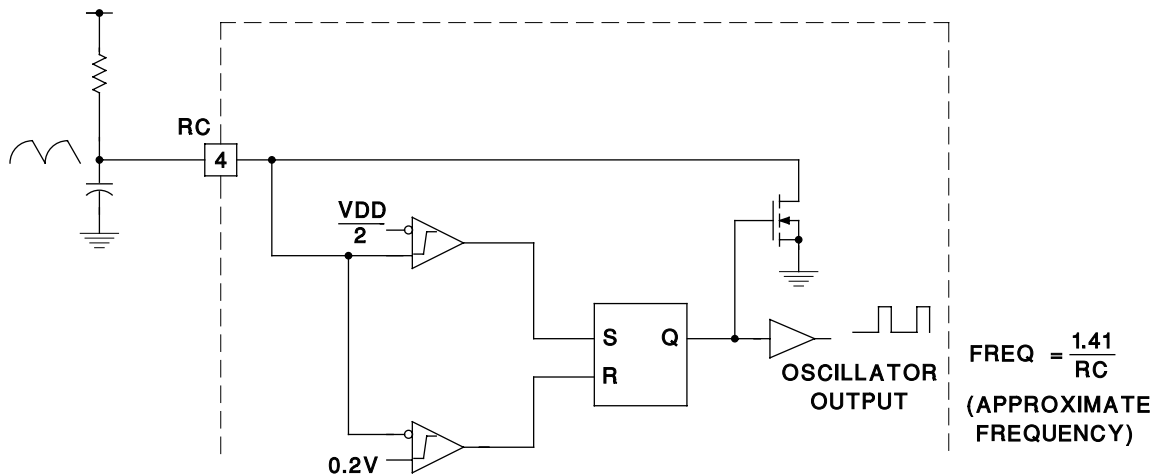 RC
4
VDD
2
S
Q
R
0.2V
OSCILLATOR
OUTPUT
FREQ = 1.41
RC
(APPROXIMATE
FREQUENCY)